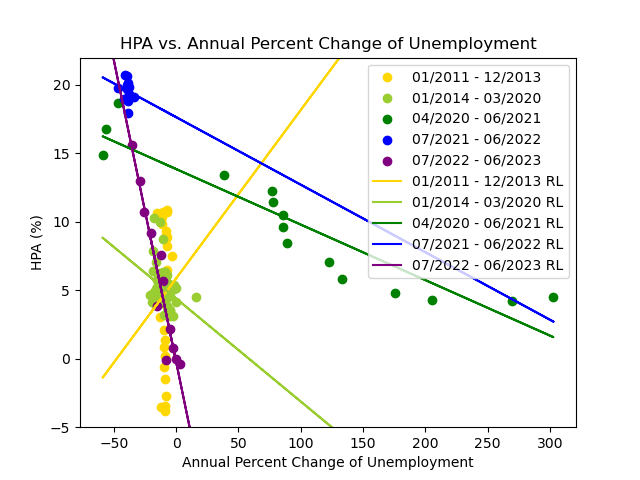 HPA vs. Annual Percent Change of Unemployment
01/2011 - 12/2013
01/2014 - 03/2020
04/2020 - 06/2021
07/2021 - 06/2022
07/2022 - 06/2023
01/2011 - 12/2013 RL
01/2014 - 03/2020 RL
04/2020 - 06/2021 RL
07/2021 - 06/2022 RL
07/2022 - 06/2023 RL
HPA (%)
20
15
10
5
0
−5
−50 0 50 100 150 200 250 300
Annual Percent Change of Unemployment